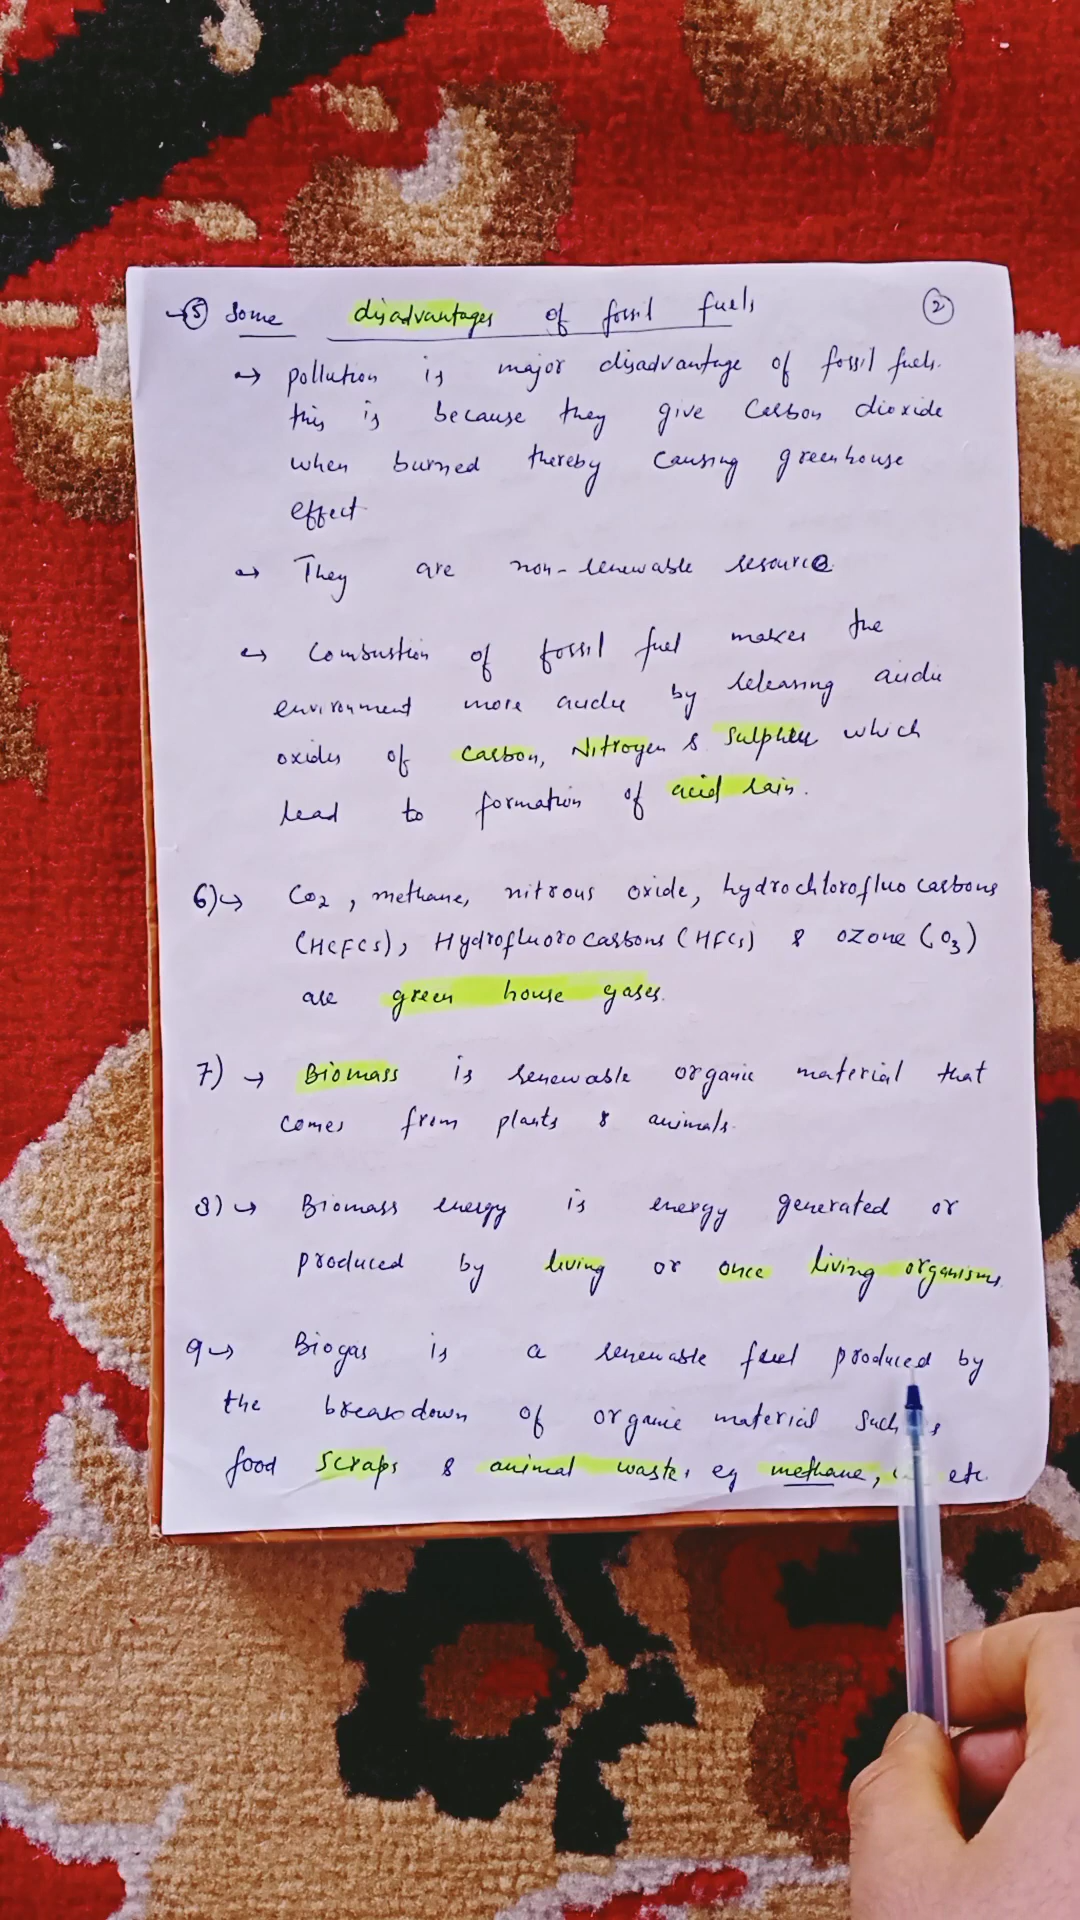 → ⑤ Some disadvantages of fossil fuels ②
→ pollution is major disadvantage of fossil fuels.
this is because they give Carbon dioxide
when burned thereby causing greenhouse
effect
→ They are non-renewable resource.
→ Combustion of fossil fuel makes the
environment more acidic by releasing acidic
oxides of Carbon, Nitrogen & Sulpher which
lead to formation of acid rain.
6) → CO2, methane, nitrous oxide, hydrochlorofluo carbons
(HCFCs), Hydrofluorocarbons (HFCs) & OZone (O3)
are green house gases.
7) → Biomass is renewable organic material that
comes from plants & animals.
8) → Biomass energy is energy generated or
produced by living or once living organisms.
9 → Biogas is a renewable fuel produced by
the breakdown of organic material such
food scraps & animal waste, eg methane, etc.